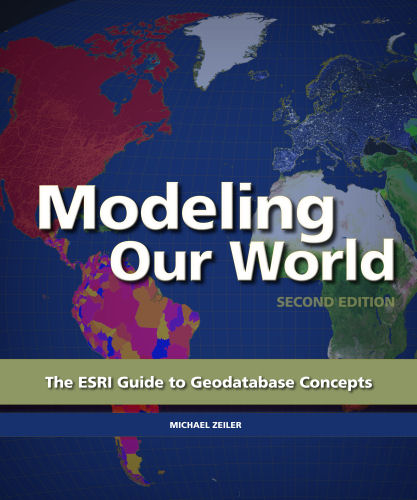 Modeling
Our World
SECOND EDITION
The ESRI Guide to Geodatabase Concepts
MICHAEL ZEILER